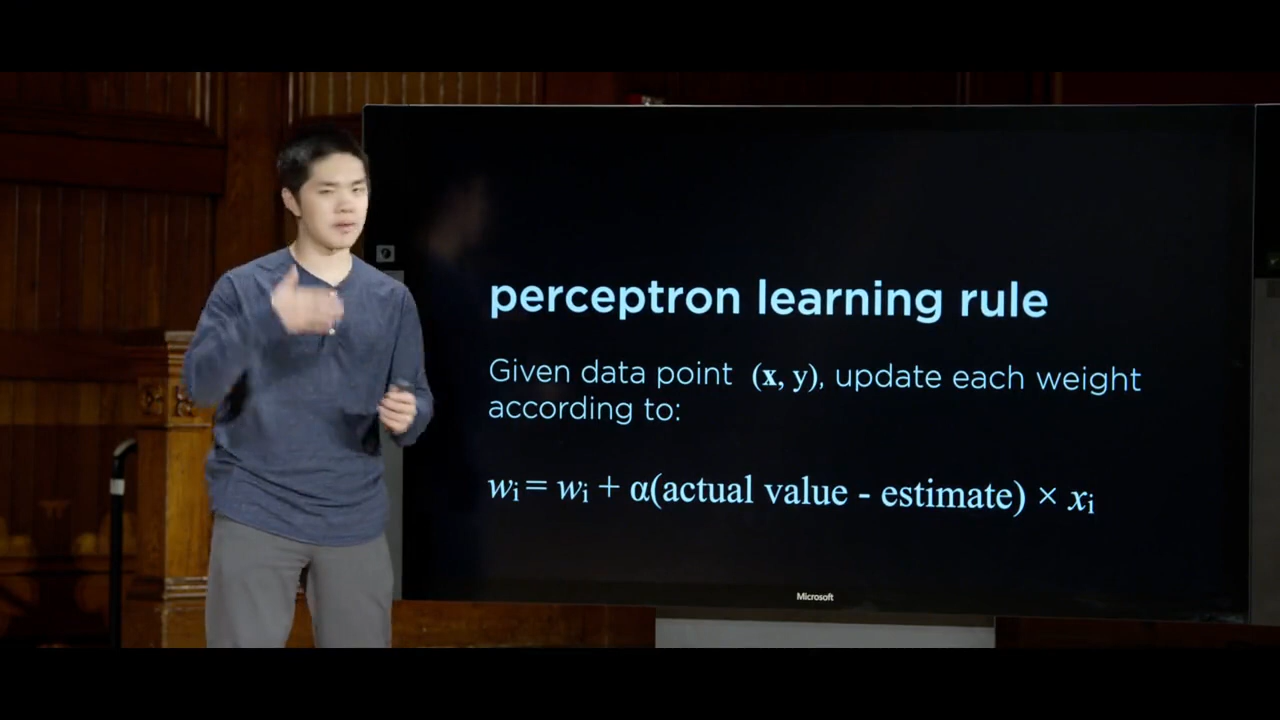 perceptron learning rule
Given data point (x, y), update each weight
according to:
wi = wi + α(actual value - estimate) × xi
Microsoft